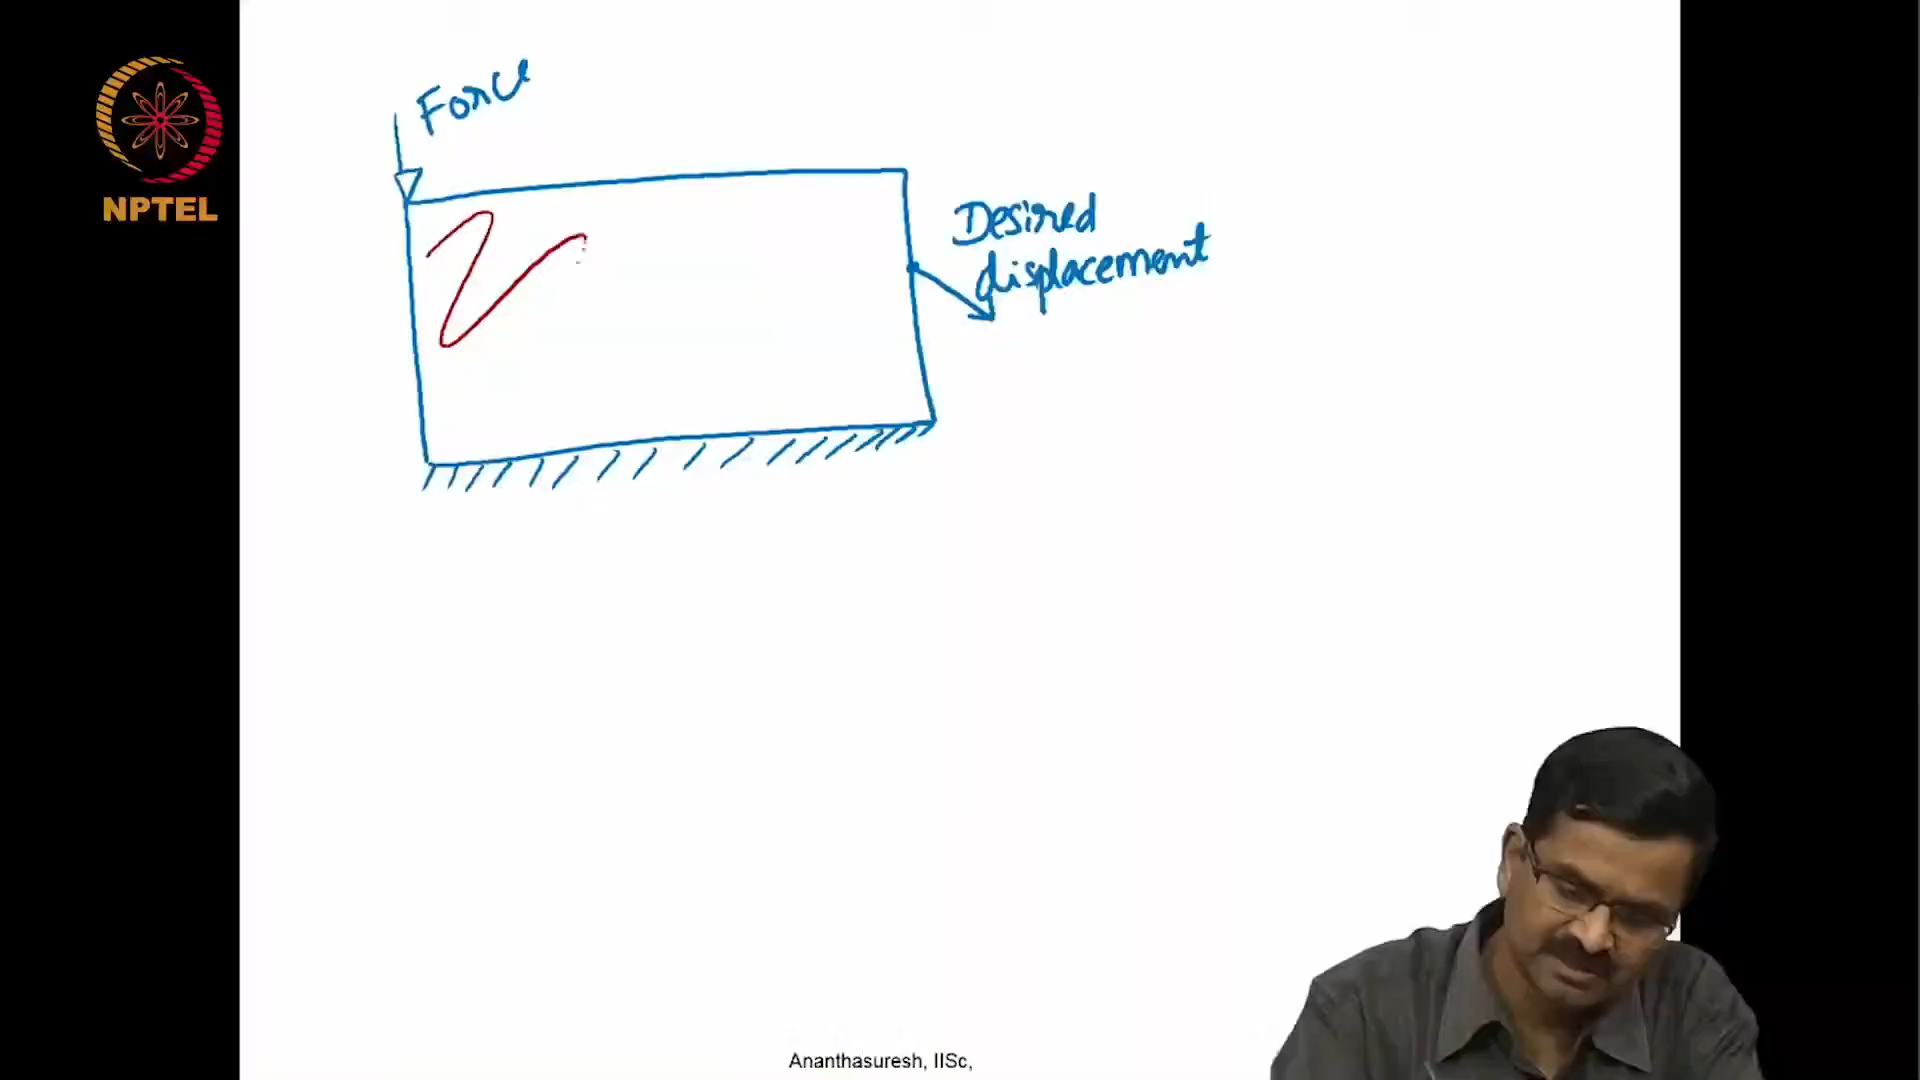 NPTEL
Force
Desired
displacement
Ananthasuresh, IISc,